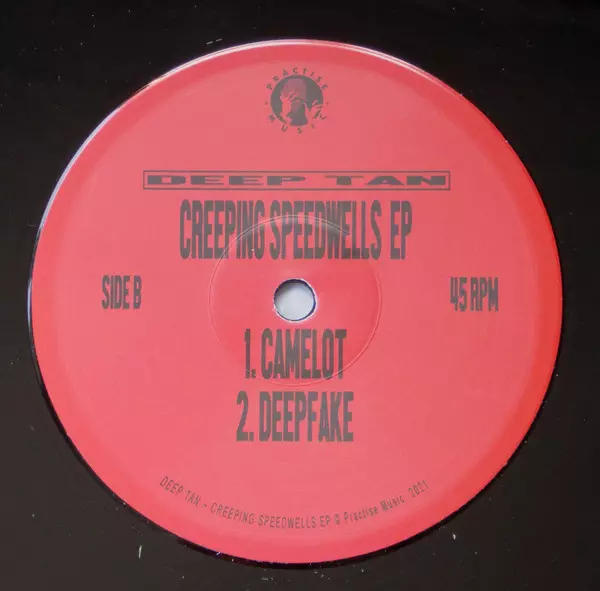 PRACTISE
MUSIC
DEEP TAN
CREEPING SPEEDWELLS EP
SIDE B
45 RPM
1. CAMELOT
2. DEEPFAKE
DEEP TAN - CREEPING SPEEDWELLS EP © Practise Music 2021